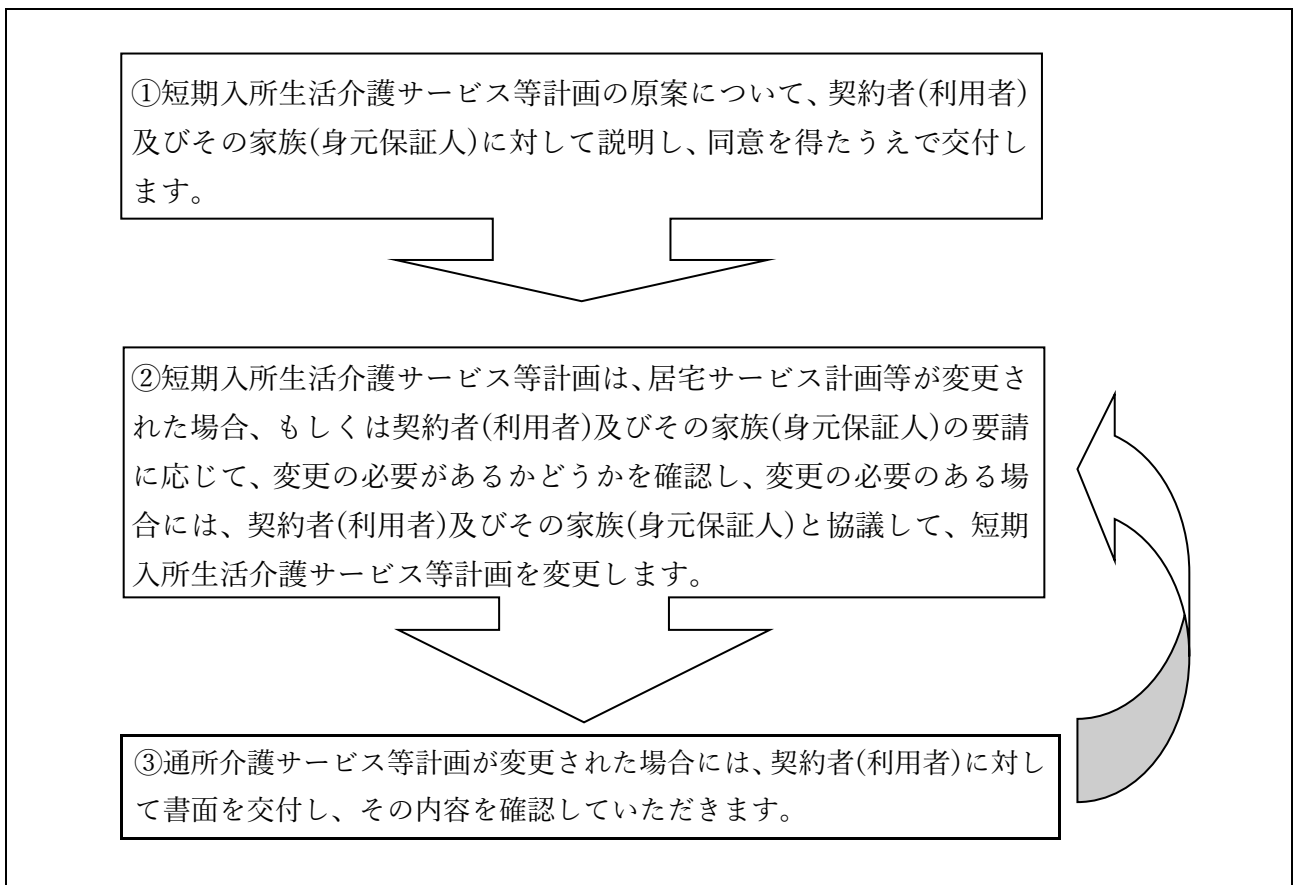 ①短期入所生活介護サービス等計画の原案について、契約者(利用者)
及びその家族(身元保証人)に対して説明し、同意を得たうえで交付し
ます。
②短期入所生活介護サービス等計画は、居宅サービス計画等が変更さ
れた場合、もしくは契約者(利用者)及びその家族(身元保証人)の要請
に応じて、変更の必要があるかどうかを確認し、変更の必要のある場
合には、契約者(利用者)及びその家族(身元保証人)と協議して、短期
入所生活介護サービス等計画を変更します。
③通所介護サービス等計画が変更された場合には、契約者(利用者)に対し
て書面を交付し、その内容を確認していただきます。